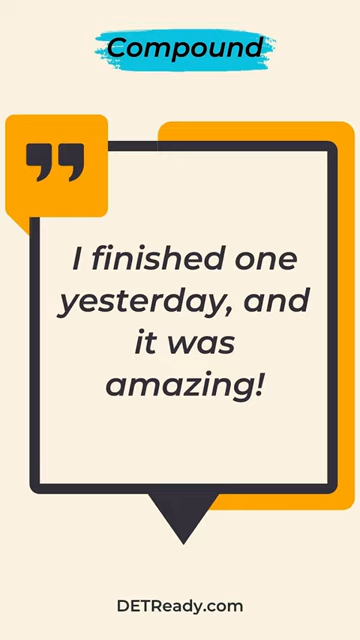 Compound
I finished one
yesterday, and
it was
amazing!
DETReady.com